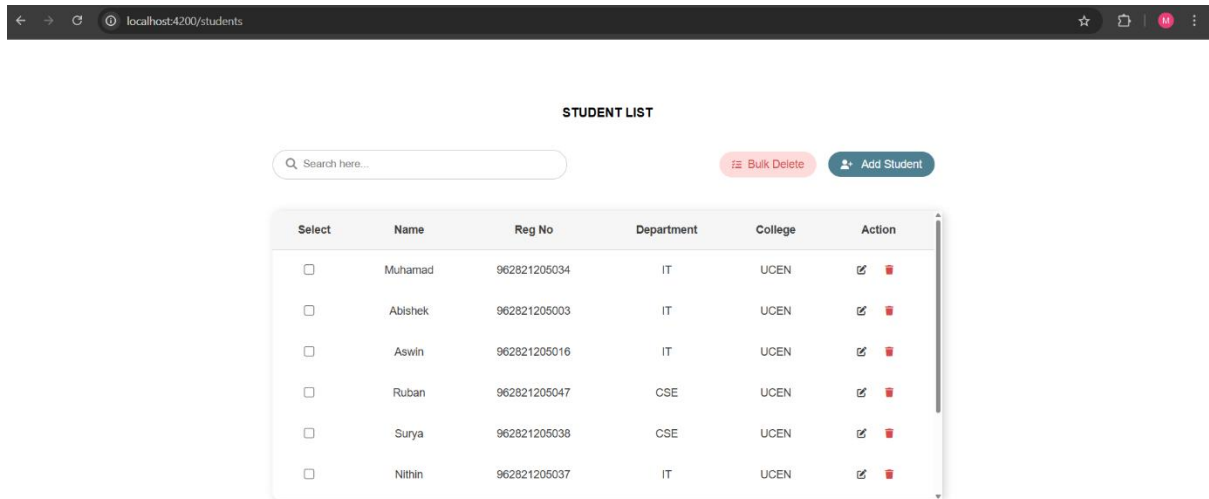 localhost:4200/students
M
STUDENT LIST
Search here...
Bulk Delete
Add Student
Select Name Reg No Department College Action
Muhamad 962821205034 IT UCEN
Abishek 962821205003 IT UCEN
Aswin 962821205016 IT UCEN
Ruban 962821205047 CSE UCEN
Surya 962821205038 CSE UCEN
Nithin 962821205037 IT UCEN